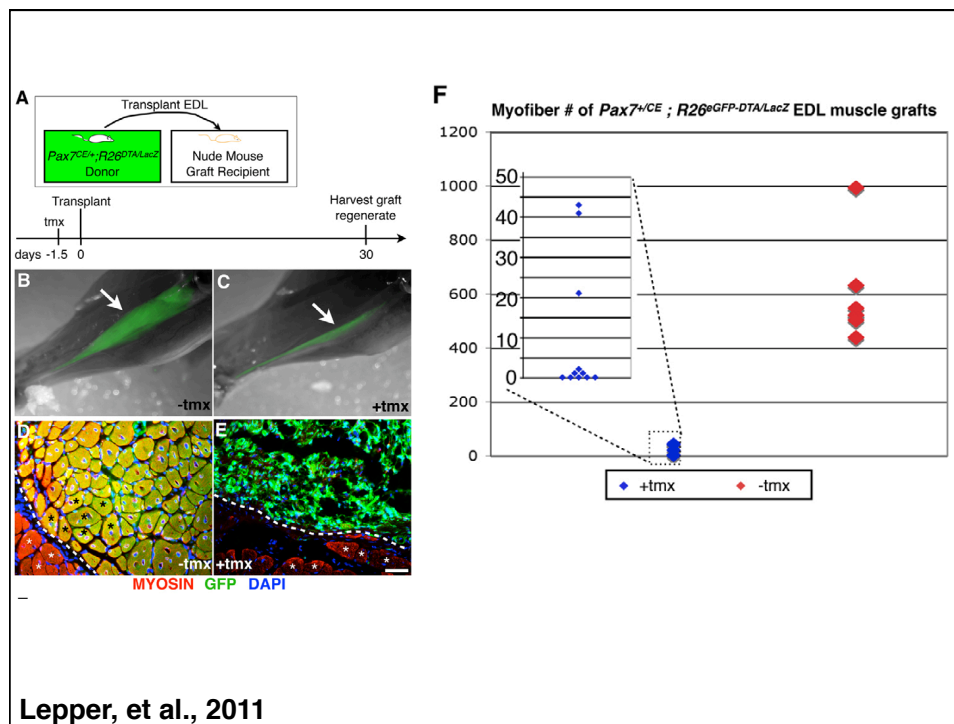 A
Transplant EDL
Pax7CE/+;R26DTA/LacZ
Donor
Nude Mouse
Graft Recipient
Transplant
Harvest graft
regenerate
tmx
days -1.5 0 30
B
-tmx
C
+tmx
D
* * * * * * * *
* * * * *
-tmx
E
* * * * * *
+tmx
MYOSIN GFP DAPI
–
F
Myofiber # of Pax7+/CE ; R26eGFP-DTA/LacZ EDL muscle grafts
1200
1000
800
600
400
200
0
50
40
30
20
10
0
+tmx -tmx
Lepper, et al., 2011